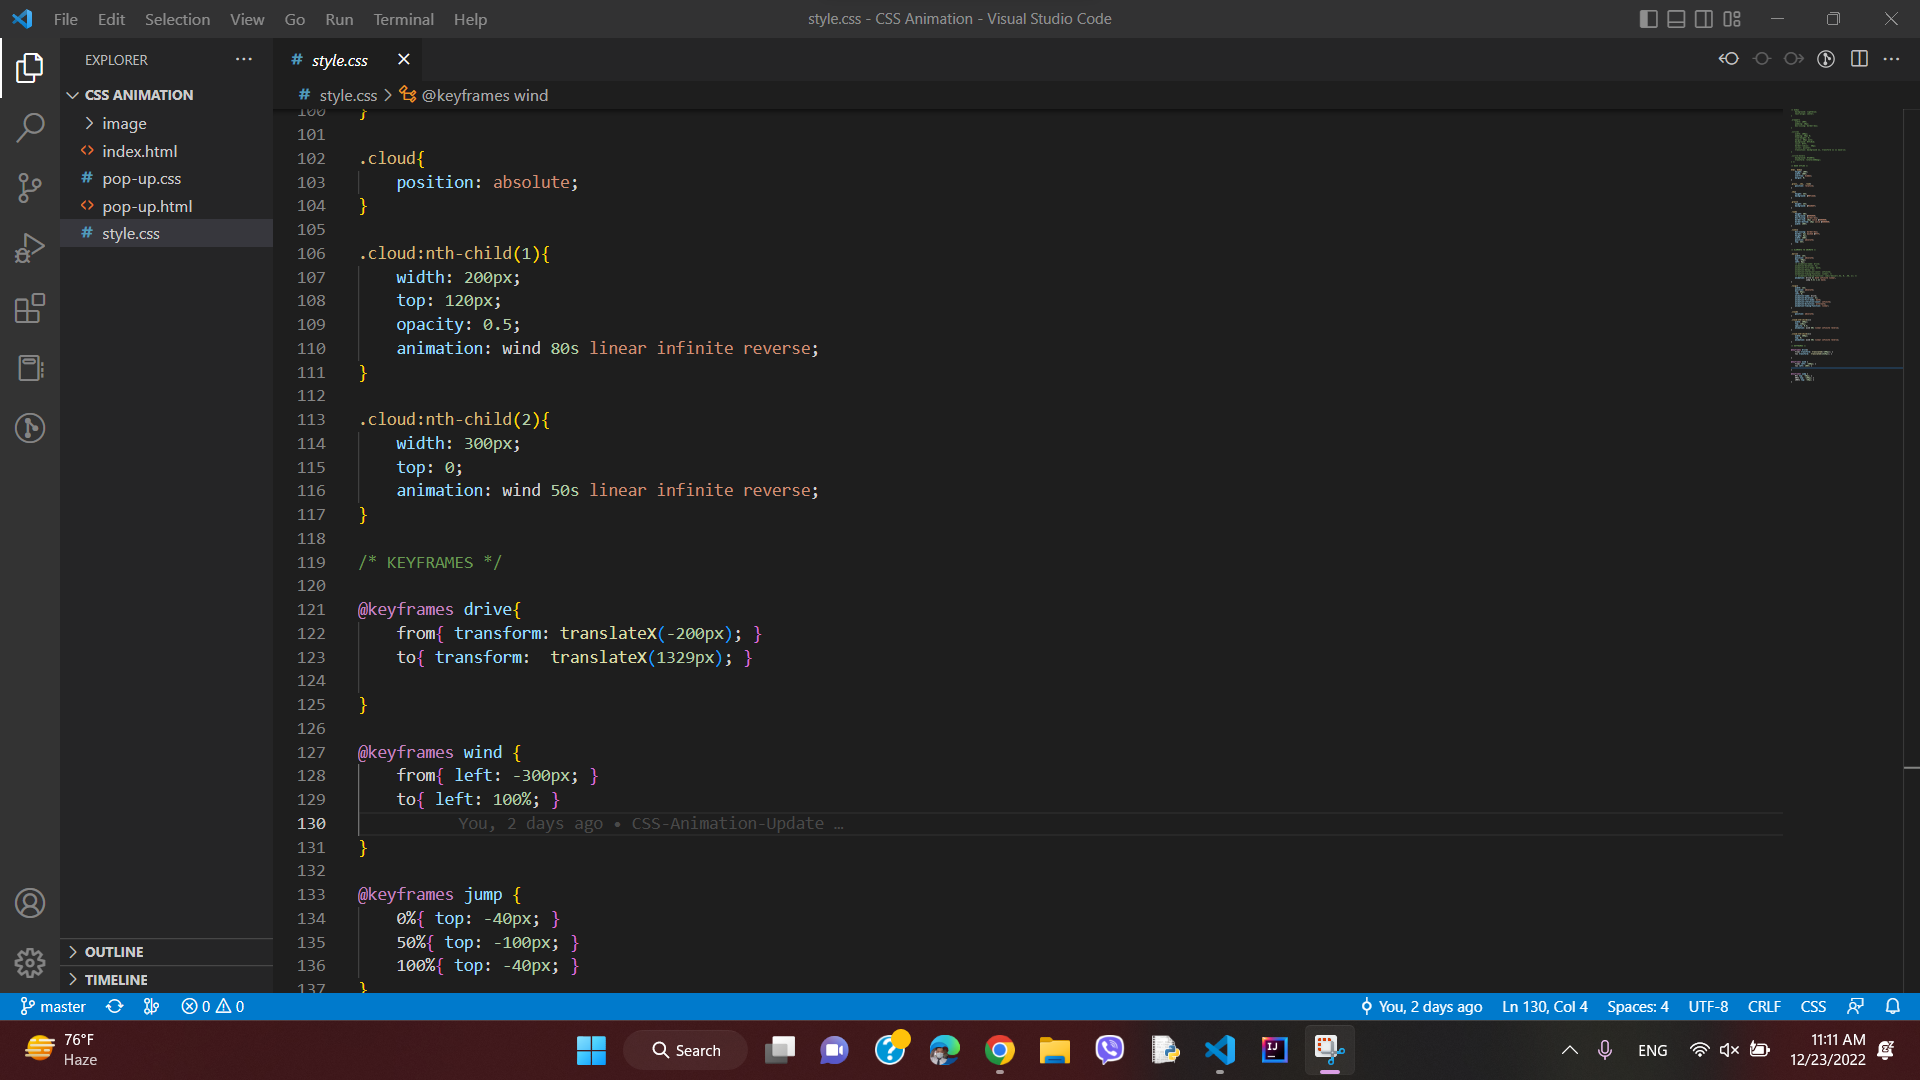 File Edit Selection View Go Run Terminal Help
style.css - CSS Animation - Visual Studio Code
EXPLORER
CSS ANIMATION
image
index.html
pop-up.css
pop-up.html
style.css
OUTLINE
TIMELINE
# style.css
# style.css > @keyframes wind
100 }
101
102 .cloud{
103 position: absolute;
104 }
105
106 .cloud:nth-child(1){
107 width: 200px;
108 top: 120px;
109 opacity: 0.5;
110 animation: wind 80s linear infinite reverse;
111 }
112
113 .cloud:nth-child(2){
114 width: 300px;
115 top: 0;
116 animation: wind 50s linear infinite reverse;
117 }
118
119 /* KEYFRAMES */
120
121 @keyframes drive{
122 from{ transform: translateX(-200px); }
123 to{ transform:  translateX(1329px); }
124
125 }
126
127 @keyframes wind {
128 from{ left: -300px; }
129 to{ left: 100%; }
130 You, 2 days ago • CSS-Animation-Update …
131 }
132
133 @keyframes jump {
134 0%{ top: -40px; }
135 50%{ top: -100px; }
136 100%{ top: -40px; }
137 }
master 0 0 You, 2 days ago Ln 130, Col 4 Spaces: 4 UTF-8 CRLF CSS
76°F
Haze
Search
ENG
11:11 AM
12/23/2022